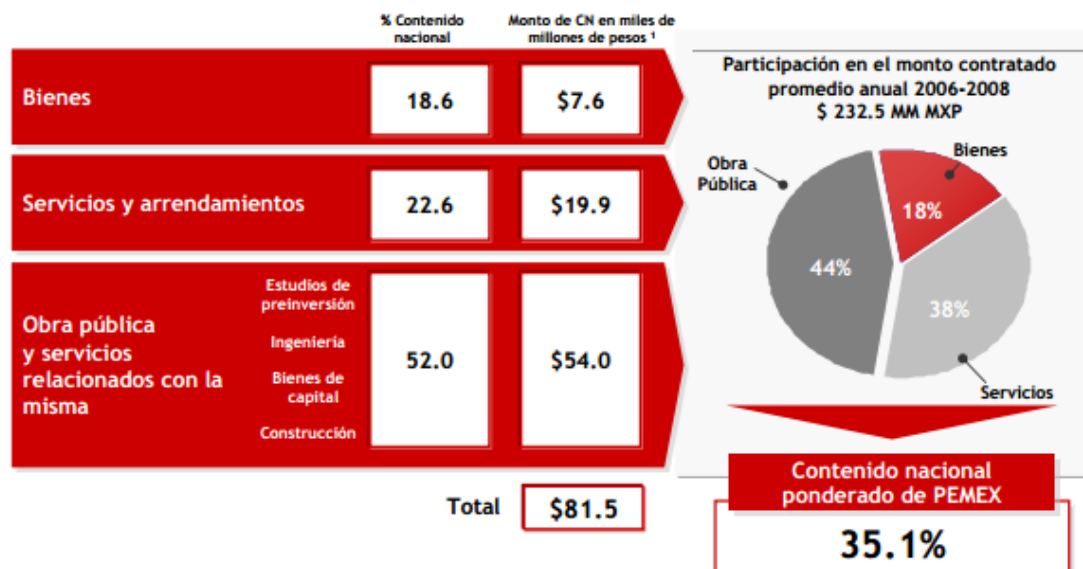 % Contenido
nacional
Monto de CN en miles de
millones de pesos ¹
Bienes
18.6
$7.6
Servicios y arrendamientos
22.6
$19.9
Obra pública
y servicios
relacionados con la
misma
Estudios de
preinversión
Ingeniería
Bienes de
capital
Construcción
52.0
$54.0
Total
$81.5
Participación en el monto contratado
promedio anual 2006-2008
$ 232.5 MM MXP
Obra
Pública
Bienes
18%
44%
38%
Servicios
Contenido nacional
ponderado de PEMEX
35.1%